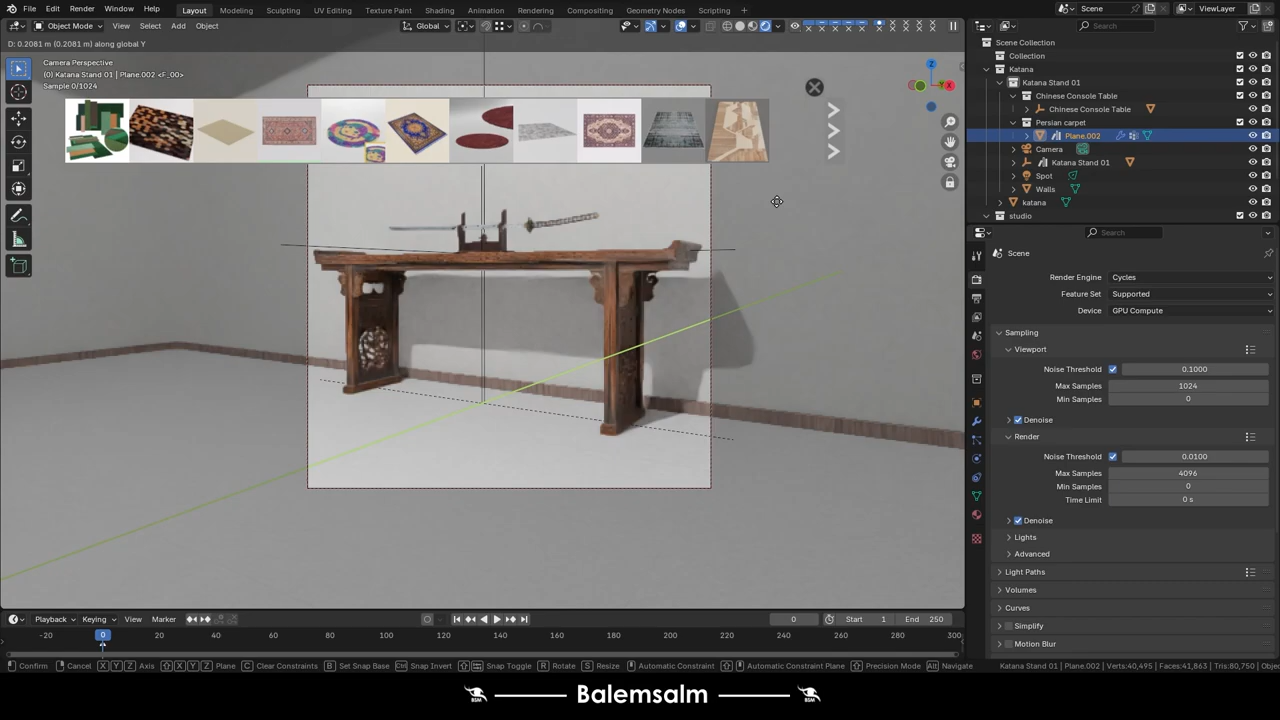 File Edit Render Window Help Layout Modeling Sculpting UV Editing Texture Paint Shading Animation Rendering Compositing Geometry Nodes Scripting Scene ViewLayer
Object Mode View Select Add Object Global Search
D: 0.2081 m (0.2081 m) along global Y
Camera Perspective
(0) Katana Stand 01 | Plane.002 <F_00>
Sample 0/1024
Z
X
Scene Collection
Collection
Katana
Katana Stand 01
Chinese Console Table
Chinese Console Table
Persian carpet
Plane.002
Camera
Katana Stand 01
Spot
Walls
katana
studio
Search
Scene
Render Engine Cycles
Feature Set Supported
Device GPU Compute
Sampling
Viewport
Noise Threshold 0.1000
Max Samples 1024
Min Samples 0
Denoise
Render
Noise Threshold 0.0100
Max Samples 4096
Min Samples 0
Time Limit 0 s
Denoise
Lights
Advanced
Light Paths
Volumes
Curves
Simplify
Motion Blur
Playback Keying View Marker 0 Start 1 End 250
-20 0 20 40 60 80 100 120 140 160 180 200 220 240 260 280 300
Confirm Cancel X Y Z Axis X Y Z Plane C Clear Constraints B Set Snap Base Ctrl Snap Invert Snap Toggle R Rotate S Resize Automatic Constraint Automatic Constraint Plane Precision Mode Alt Navigate Katana Stand 01 | Plane.002 | Verts:40,495 | Faces:41,863 | Tris:80,750 | Obje
BSM Balemsalm BSM